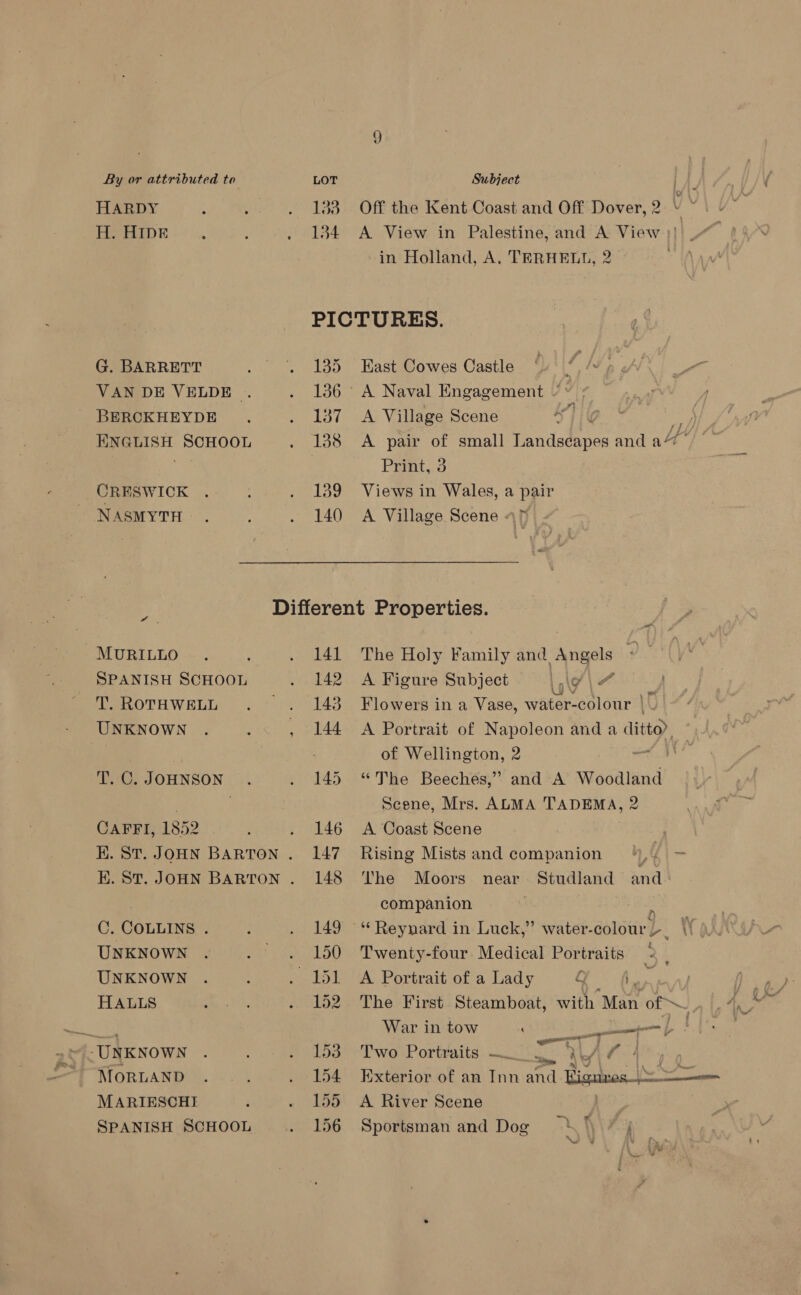 9
By or attributed to LOT Subject
HARDY . . . 133 Off the Kent Coast and Off Dover, 2
H. HIDE . . . 134 A View in Palestine, and A View
in Holland, A. TERHELL, 2
PICTURES.
G. BARRETT . . 135 East Cowes Castle
VAN DE VELDE . . 136 A Naval Engagement
BERCKHEYDE . . 137 A Village Scene
ENGLISH SCHOOL . 138 A pair of small Landscapes and a
Print, 3
CRESWICK . . . 139 Views in Wales, a pair
NASMYTH . . . 140 A Village Scene
Different Properties.
MURILLO . . . 141 The Holy Family and Angels
SPANISH SCHOOL . 142 A Figure Subject
T. ROTHWELL . . 143 Flowers in a Vase, water-colour
UNKNOWN . . . 144 A Portrait of Napoleon and a ditto
of Wellington, 2
T. C. JOHNSON . . 145 “The Beeches,” and A Woodland
Scene, Mrs. ALMA TADEMA, 2
CAFFI, 1852 . . 146 A Coast Scene
E. ST. JOHN BARTON . 147 Rising Mists and companion
E. ST. JOHN BARTON . 148 The Moors near Studland and
companion
C. COLLINS . . . 149 “Reynard in Luck,” water-colour
UNKNOWN . . . 150 Twenty-four Medical Portraits
UNKNOWN . . . 151 A Portrait of a Lady
HALLS . . . 152 The First Steamboat, with Man of
War in tow
UNKNOWN . . . 153 Two Portraits
MORLAND . . . 154 Exterior of an Inn and Figures
MARIESCHI . . 155 A River Scene
SPANISH SCHOOL . 156 Sportsman and Dog